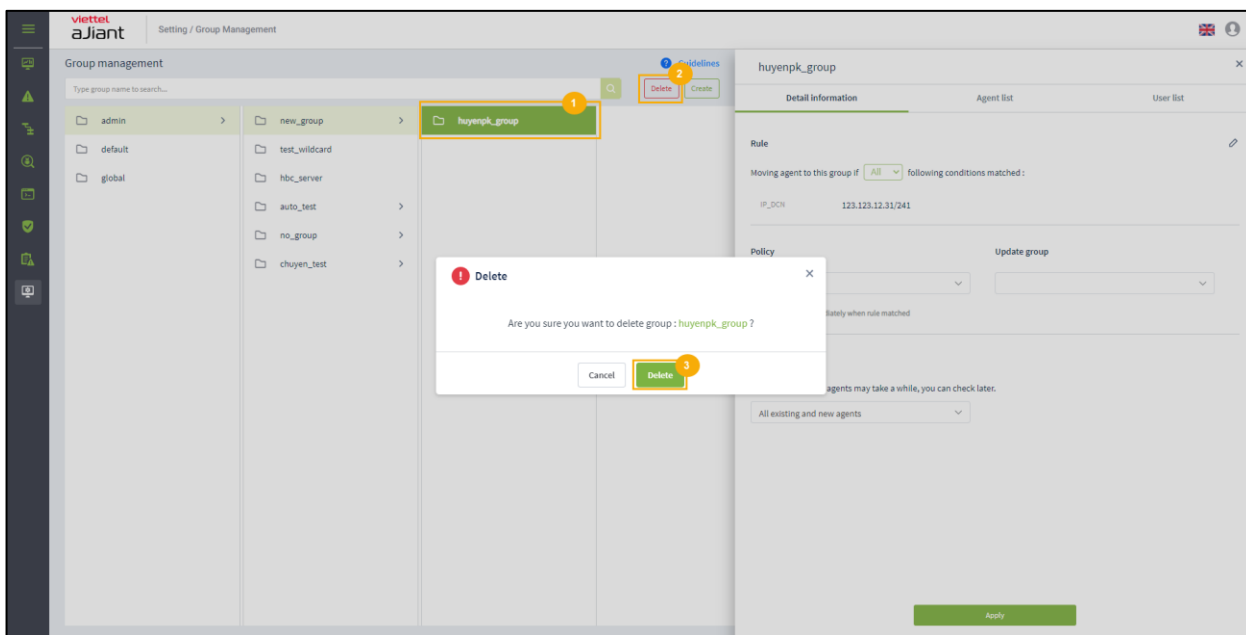 viettel
aJiant
Setting / Group Management
Group management
? Guidelines
Type group name to search...
Delete
2
Create
admin
default
global
new_group
test_wildcard
hbc_server
auto_test
no_group
chuyen_test
1
huyenpk_group
huyenpk_group
Detail information
Agent list
User list
Rule
Moving agent to this group if All following conditions matched :
IP_DCN 123.123.12.31/241
Policy
Update group
when rule matched
agents may take a while, you can check later.
All existing and new agents
Apply
! Delete
Are you sure you want to delete group : huyenpk_group ?
Cancel
Delete
3